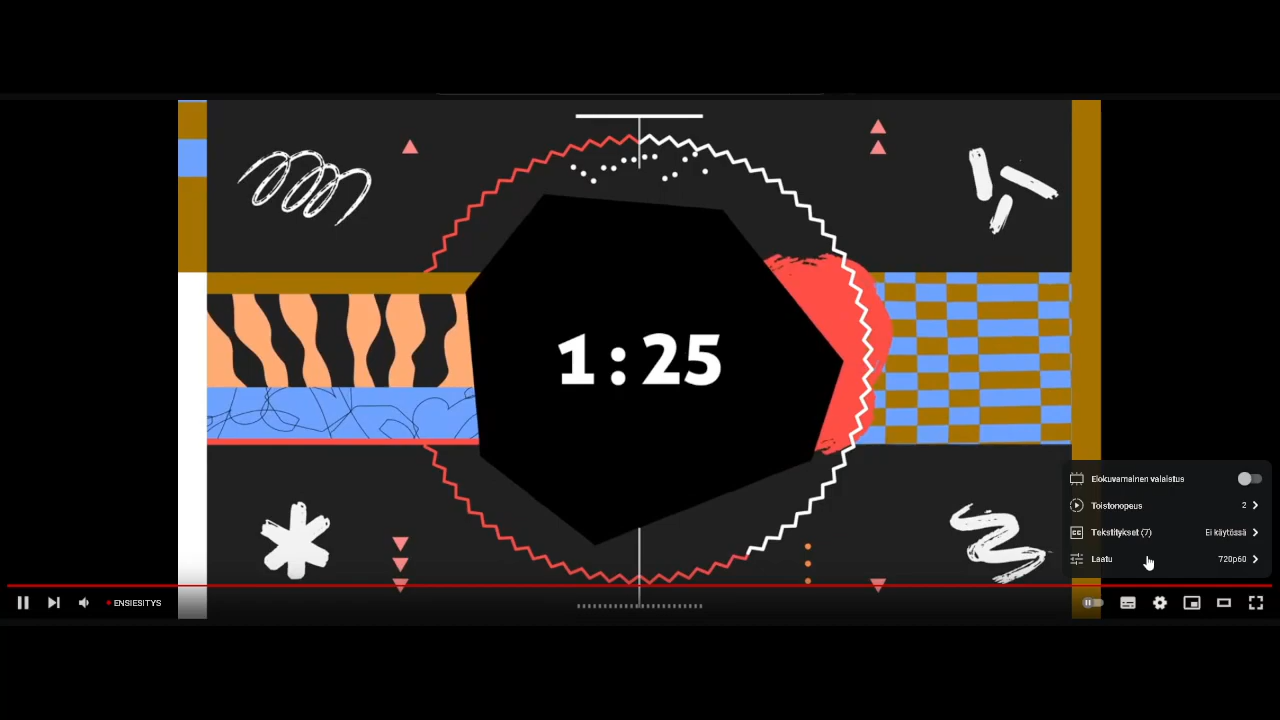 1:25
Elokuvamainen valaistus
Toistonopeus 2
Tekstitykset (7) Ei käytössä
Laatu 720p60
ENSIESITYS